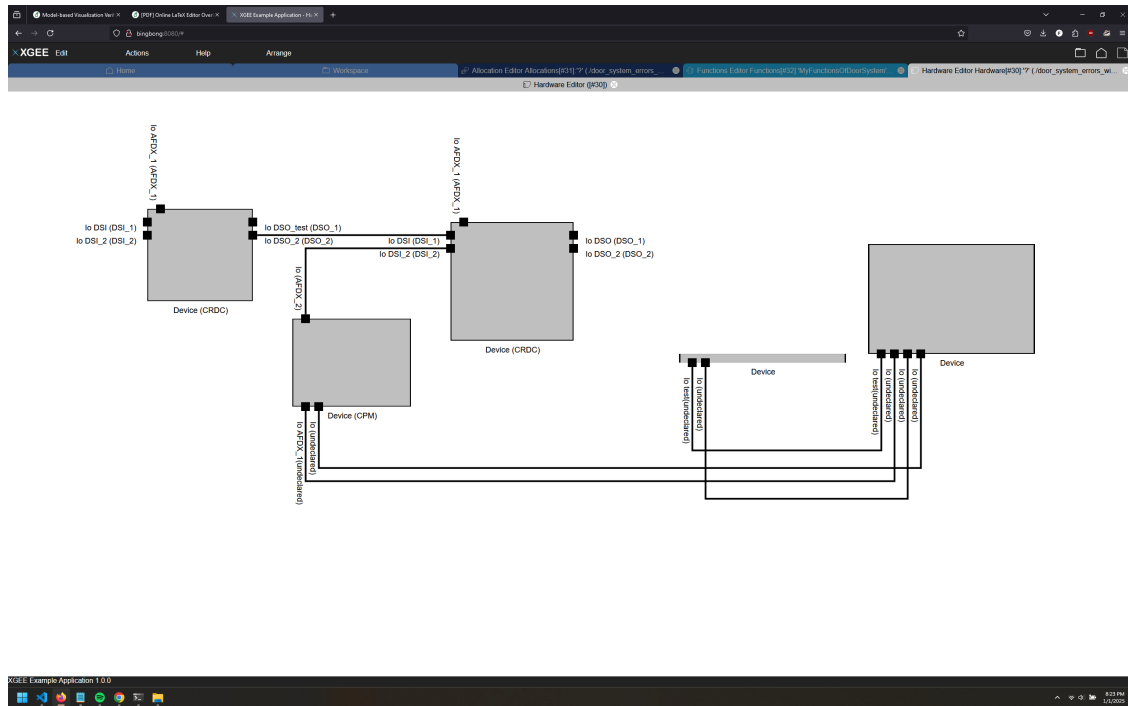 Model-based Visualization Veri
[PDF] Online LaTeX Editor Over
XGEE Example Application - Ho
bingbong:8080/#
XGEE Edit Actions Help Arrange
Home
Workspace
Allocation Editor Allocations[#31] '?' (./door_system_errors_...
Functions Editor Functions[#32] 'MyFunctionsOfDoorSystem'...
Hardware Editor Hardware[#30] '?' (./door_system_errors_wi...
Hardware Editor ([#30])
Io AFDX_1 (AFDX_1)
Io DSI (DSI_1)
Io DSI_2 (DSI_2)
Io DSO_test (DSO_1)
Io DSO_2 (DSO_2)
Device (CRDC)
Io AFDX_1 (AFDX_1)
Io DSI (DSI_1)
Io DSI_2 (DSI_2)
Io DSO (DSO_1)
Io DSO_2 (DSO_2)
Device (CRDC)
Io (AFDX_2)
Device (CPM)
Io AFDX_1(undeclared)
Io (undeclared)
Device
Io test(undeclared)
Io (undeclared)
Device
Io test(undeclared)
Io (undeclared)
Io (undeclared)
Io (undeclared)
XGEE Example Application 1.0.0
8:23 PM
1/1/2025